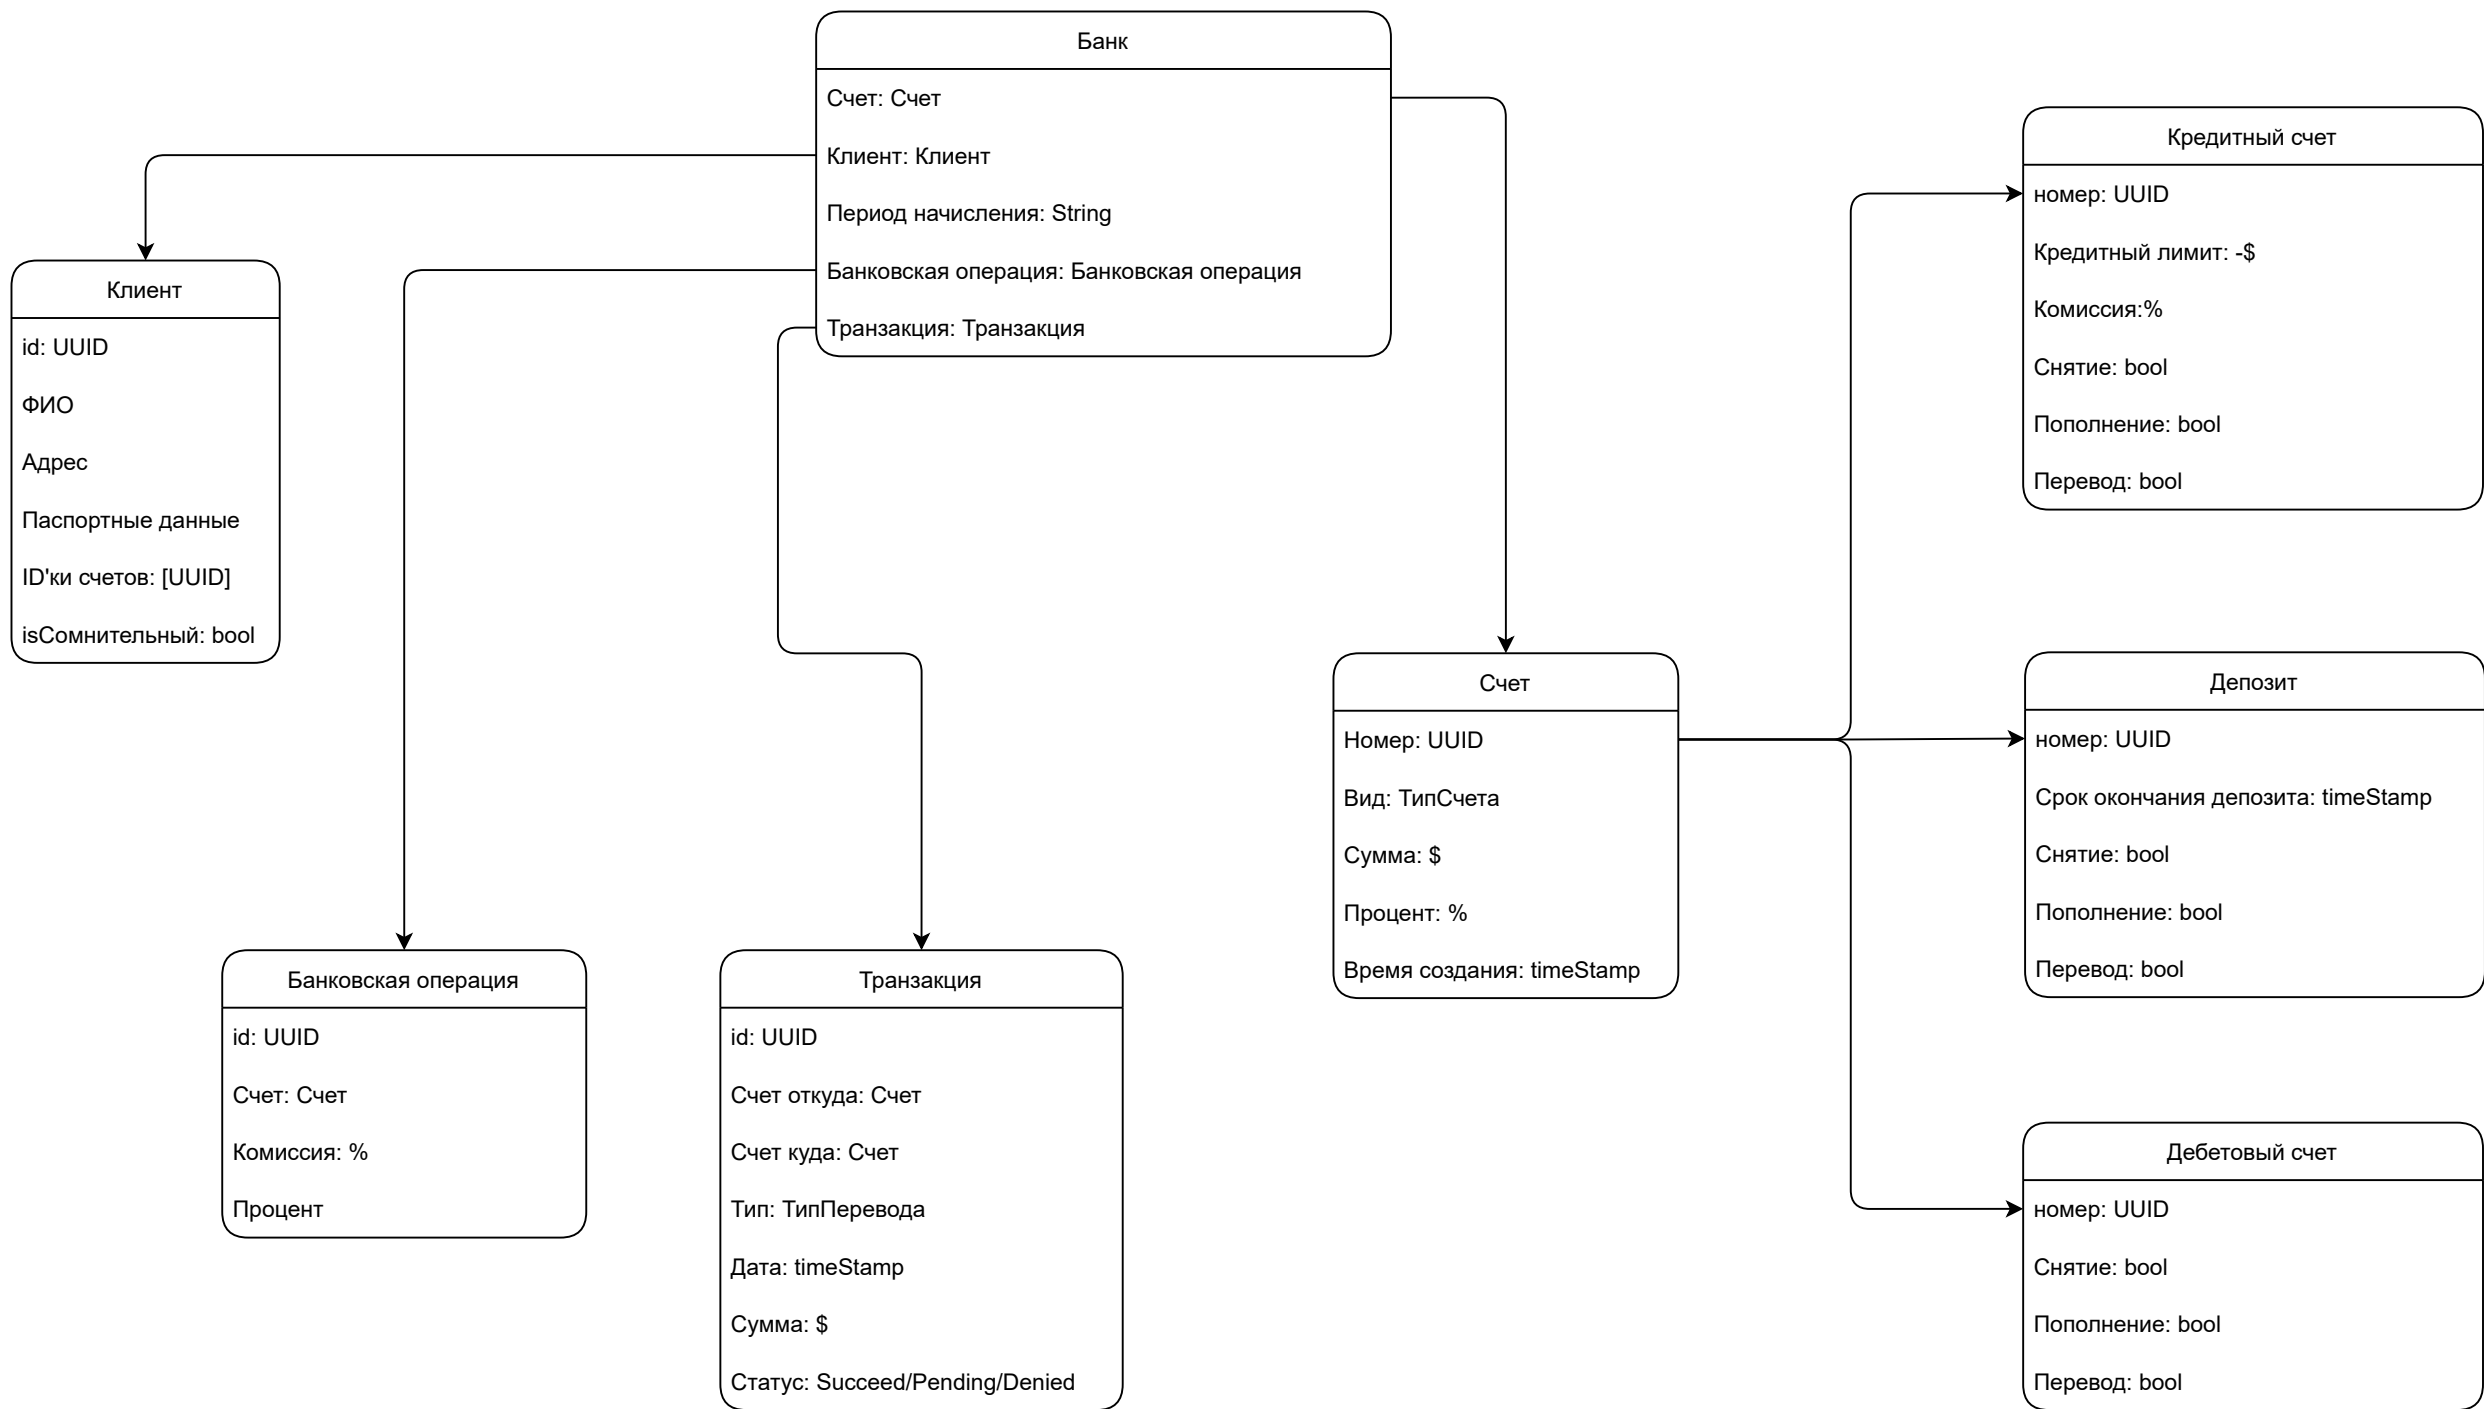 Банк
Счет: Счет
Клиент: Клиент
Период начисления: String
Банковская операция: Банковская операция
Транзакция: Транзакция
Клиент
id: UUID
ФИО
Адрес
Паспортные данные
ID'ки счетов: [UUID]
isСомнительный: bool
Банковская операция
id: UUID
Счет: Счет
Комиссия: %
Процент
Транзакция
id: UUID
Счет откуда: Счет
Счет куда: Счет
Тип: ТипПеревода
Дата: timeStamp
Сумма: $
Статус: Succeed/Pending/Denied
Счет
Номер: UUID
Вид: ТипСчета
Сумма: $
Процент: %
Время создания: timeStamp
Кредитный счет
номер: UUID
Кредитный лимит: -$
Комиссия:%
Снятие: bool
Пополнение: bool
Перевод: bool
Депозит
номер: UUID
Срок окончания депозита: timeStamp
Снятие: bool
Пополнение: bool
Перевод: bool
Дебетовый счет
номер: UUID
Снятие: bool
Пополнение: bool
Перевод: bool